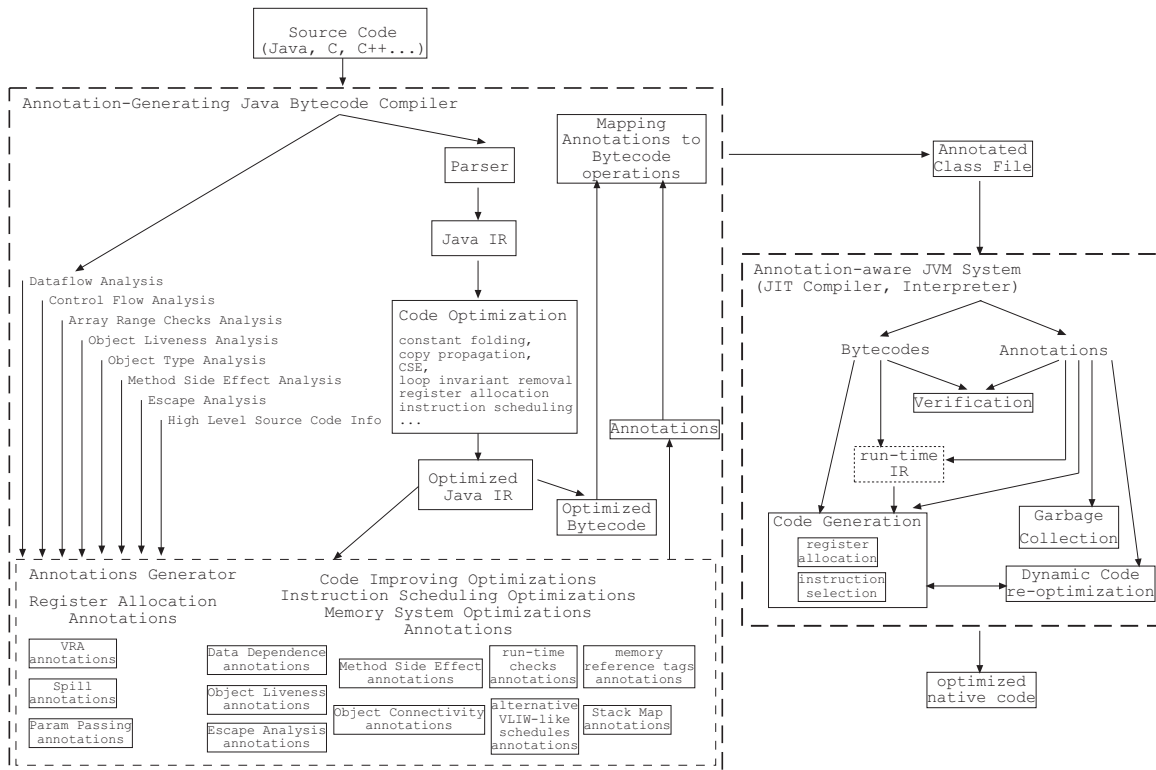 Source Code
(Java, C, C++...)
Annotation-Generating Java Bytecode Compiler
Parser
Java IR
Mapping
Annotations to
Bytecode
operations
Annotated
Class File
Dataflow Analysis
Control Flow Analysis
Array Range Checks Analysis
Object Liveness Analysis
Object Type Analysis
Method Side Effect Analysis
Escape Analysis
High Level Source Code Info
Code Optimization
constant folding,
copy propagation,
CSE,
loop invariant removal
register allocation
instruction scheduling
...
Optimized
Java IR
Optimized
Bytecode
Annotations
Annotations Generator
Register Allocation
Annotations
VRA
annotations
Spill
annotations
Param Passing
annotations
Code Improving Optimizations
Instruction Scheduling Optimizations
Memory System Optimizations
Annotations
Data Dependence
annotations
Object Liveness
annotations
Escape Analysis
annotations
Method Side Effect
annotations
Object Connectivity
annotations
run-time
checks
annotations
alternative
VLIW-like
schedules
annotations
memory
reference tags
annotations
Stack Map
annotations
Annotation-aware JVM System
(JIT Compiler, Interpreter)
Bytecodes
Annotations
Verification
run-time
IR
Code Generation
register
allocation
instruction
selection
Garbage
Collection
Dynamic Code
re-optimization
optimized
native code